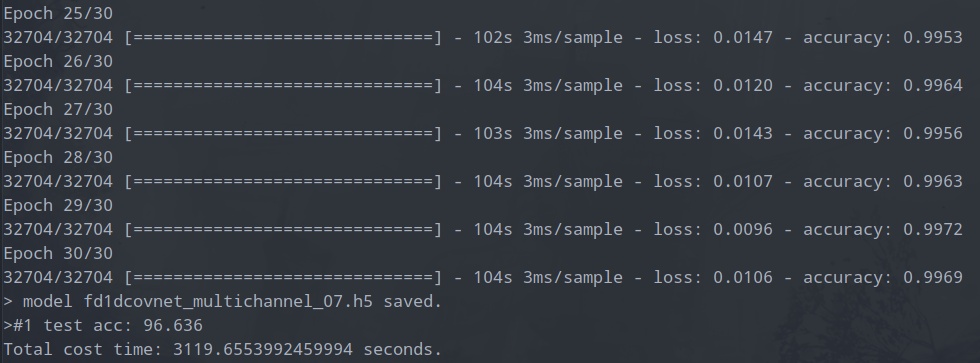 Epoch 25/30
32704/32704 [==============================] - 102s 3ms/sample - loss: 0.0147 - accuracy: 0.9953
Epoch 26/30
32704/32704 [==============================] - 104s 3ms/sample - loss: 0.0120 - accuracy: 0.9964
Epoch 27/30
32704/32704 [==============================] - 103s 3ms/sample - loss: 0.0143 - accuracy: 0.9956
Epoch 28/30
32704/32704 [==============================] - 104s 3ms/sample - loss: 0.0107 - accuracy: 0.9963
Epoch 29/30
32704/32704 [==============================] - 104s 3ms/sample - loss: 0.0096 - accuracy: 0.9972
Epoch 30/30
32704/32704 [==============================] - 104s 3ms/sample - loss: 0.0106 - accuracy: 0.9969
> model fd1dcovnet_multichannel_07.h5 saved.
>#1 test acc: 96.636
Total cost time: 3119.6553992459994 seconds.